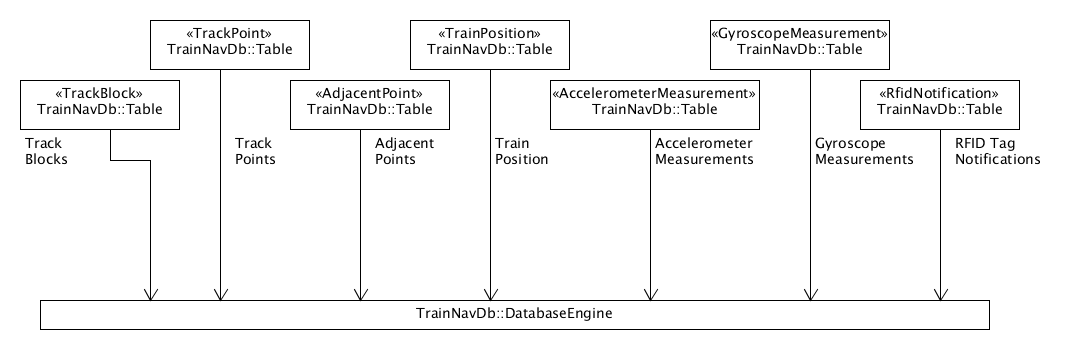 «TrackPoint»
TrainNavDb::Table
«TrainPosition»
TrainNavDb::Table
«GyroscopeMeasurement»
TrainNavDb::Table
«TrackBlock»
TrainNavDb::Table
«AdjacentPoint»
TrainNavDb::Table
«AccelerometerMeasurement»
TrainNavDb::Table
«RfidNotification»
TrainNavDb::Table
Track
Blocks
Track
Points
Adjacent
Points
Train
Position
Accelerometer
Measurements
Gyroscope
Measurements
RFID Tag
Notifications
TrainNavDb::DatabaseEngine